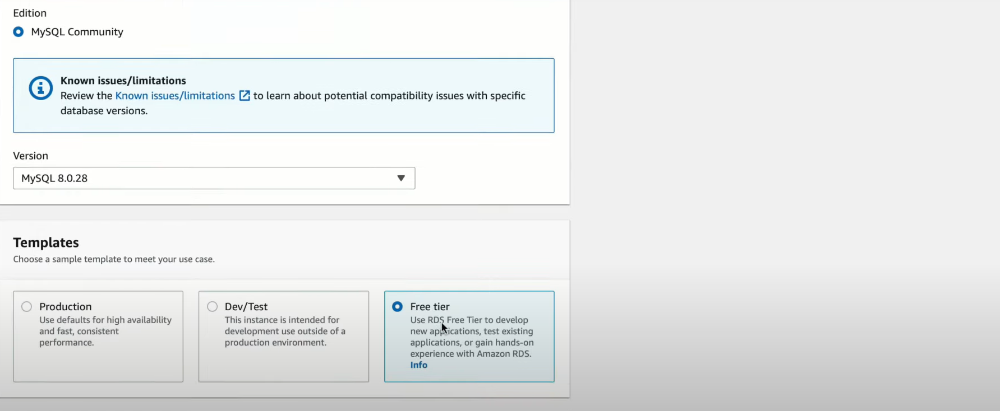 Edition
MySQL Community
Known issues/limitations
Review the Known issues/limitations to learn about potential compatibility issues with specific
database versions.
Version
MySQL 8.0.28
Templates
Choose a sample template to meet your use case.
Production
Use defaults for high availability
and fast, consistent
performance.
Dev/Test
This instance is intended for
development use outside of a
production environment.
Free tier
Use RDS Free Tier to develop
new applications, test existing
applications, or gain hands-on
experience with Amazon RDS.
Info